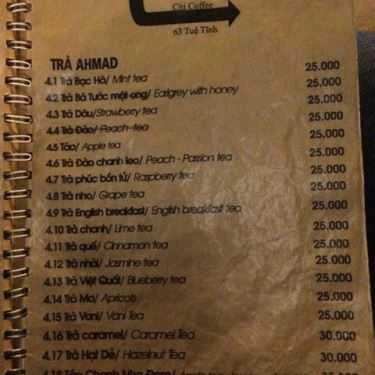 Citi Coffee
63 Tuệ Tĩnh
TRÀ AHMAD 25.000
4.1 Trà Bạc Hà/ Mint tea 25.000
4.2 Trà Bá Tước mật ong/ Earlgrey with honey 25.000
4.3 Trà Dâu/Strawberry tea 25.000
4.4 Trà Đào/ Peach tea 25.000
4.5 Táo/ Apple tea 25.000
4.6 Trà Đào chanh leo/ Peach - Passion tea 25.000
4.7 Trà phúc bồn tử/ Raspberry tea 25.000
4.8 Trà nho/ Grape tea 25.000
4.9 Trà English breakfast/ English breakfast tea 25.000
4.10 Trà chanh/ Lime tea 25.000
4.11 Trà quế/ Cinnamon tea 25.000
4.12 Trà nhài/ Jasmine tea 25.000
4.13 Trà Việt Quất/ Blueberry tea 25.000
4.14 Trà Mơ/ Apricots 25.000
4.15 Trà Vani/ Vani Tea 25.000
4.16 Trà caramel/ Caramel Tea 30.000
4.17 Trà Hạt Dẻ/ Hazelnut Tea 30.000
30.000